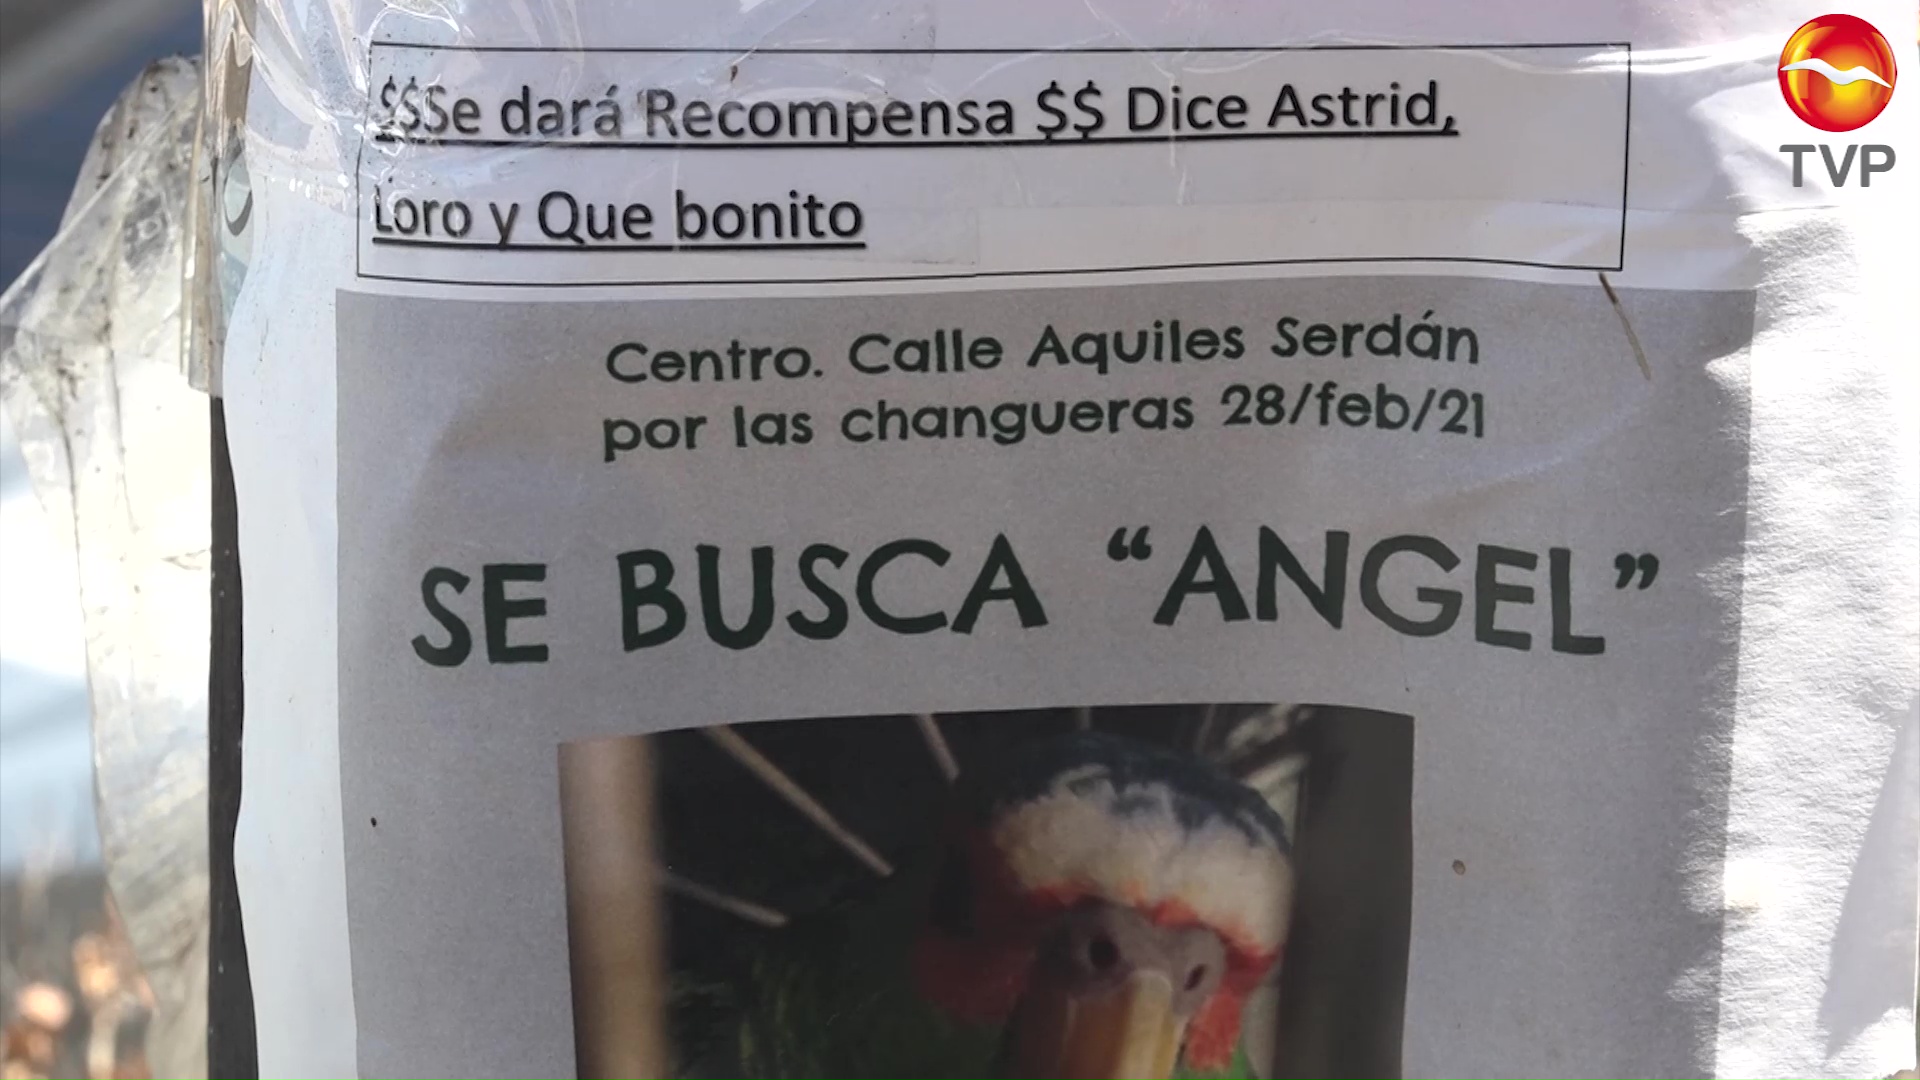 $$Se dará Recompensa $$ Dice Astrid,
Loro y Que bonito
Centro. Calle Aquiles Serdán
por las changueras 28/feb/21
SE BUSCA “ANGEL”
TVP